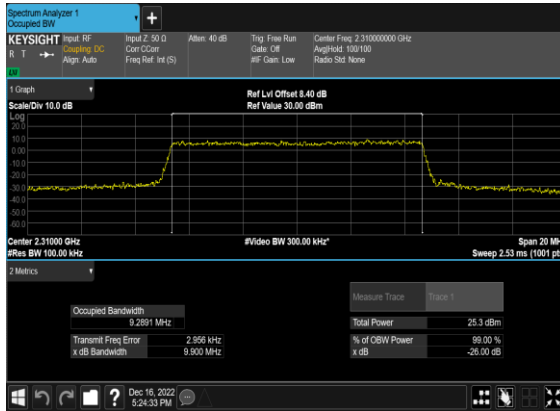 Spectrum Analyzer 1
Occupied BW
KEYSIGHT
R T
LXI
Input: RF
Coupling: DC
Align: Auto
Input Z: 50 Ω
Corr CCorr
Freq Ref: Int (S)
Atten: 40 dB
Trig: Free Run
Gate: Off
#IF Gain: Low
Center Freq: 2.310000000 GHz
Avg|Hold: 100/100
Radio Std: None
1 Graph
Scale/Div 10.0 dB
Ref Lvl Offset 8.40 dB
Ref Value 30.00 dBm
Log
20.0
10.0
0.00
-10.0
-20.0
-30.0
-40.0
-50.0
-60.0
Center 2.31000 GHz
#Res BW 100.00 kHz
#Video BW 300.00 kHz*
Span 20 MH
Sweep 2.53 ms (1001 pt
2 Metrics
Measure Trace Trace 1
Occupied Bandwidth
9.2891 MHz
Total Power 25.3 dBm
Transmit Freq Error 2.956 kHz
% of OBW Power 99.00 %
x dB Bandwidth 9.900 MHz
x dB -26.00 dB
?
Dec 16, 2022
5:24:33 PM